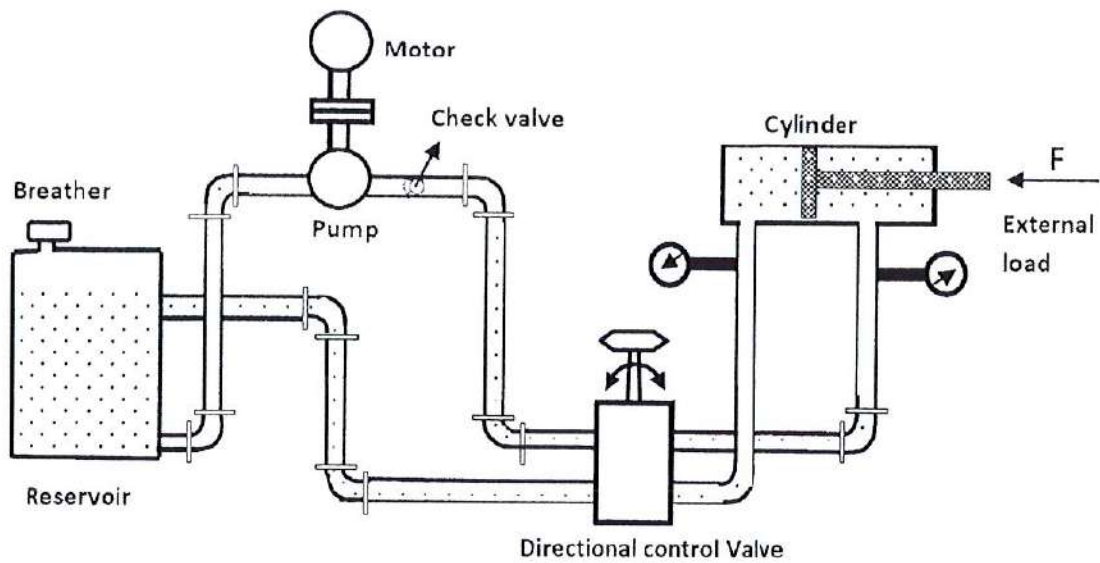 Motor
Check valve
Cylinder
F
Breather
Pump
External
load
Reservoir
Directional control Valve